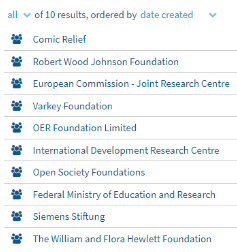 all of 10 results, ordered by date created
Comic Relief
Robert Wood Johnson Foundation
European Commission - Joint Research Centre
Varkey Foundation
OER Foundation Limited
International Development Research Centre
Open Society Foundations
Federal Ministry of Education and Research
Siemens Stiftung
The William and Flora Hewlett Foundation